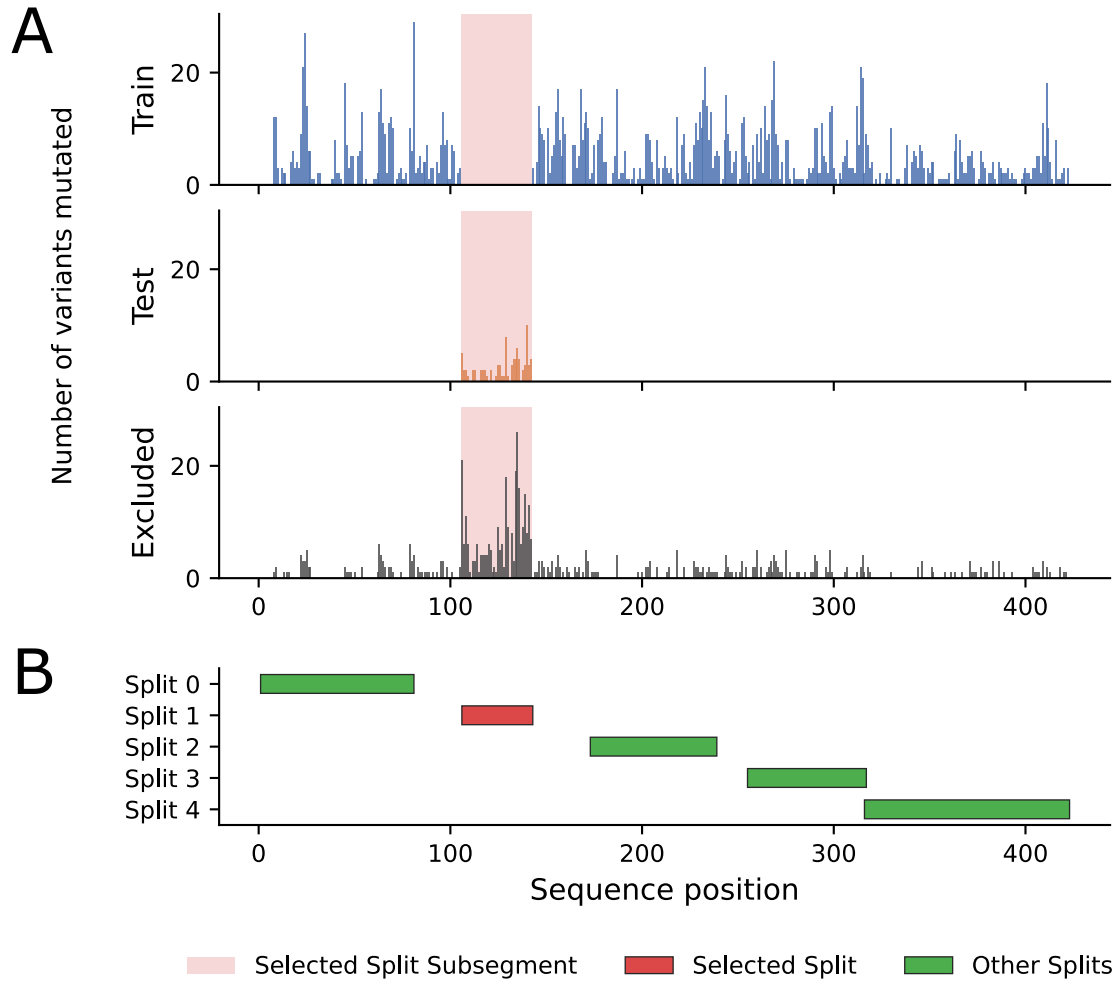 A
Number of variants mutated
Train
20
0
Test
20
0
Excluded
20
0
0 100 200 300 400
B
Split 0
Split 1
Split 2
Split 3
Split 4
0 100 200 300 400
Sequence position
Selected Split Subsegment Selected Split Other Splits